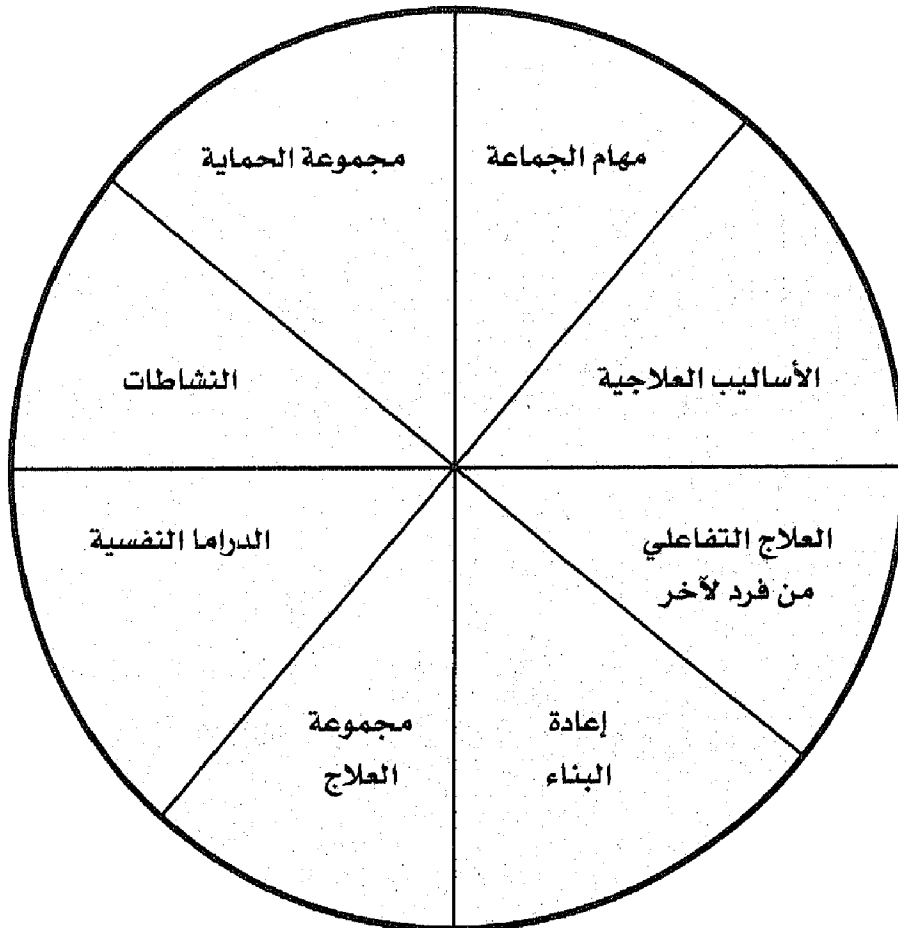 مهام الجماعة
مجموعة الحماية
الأساليب العلاجية
النشاطات
العلاج التفاعلي
من فرد لآخر
الدراما النفسية
إعادة
البناء
مجموعة
العلاج